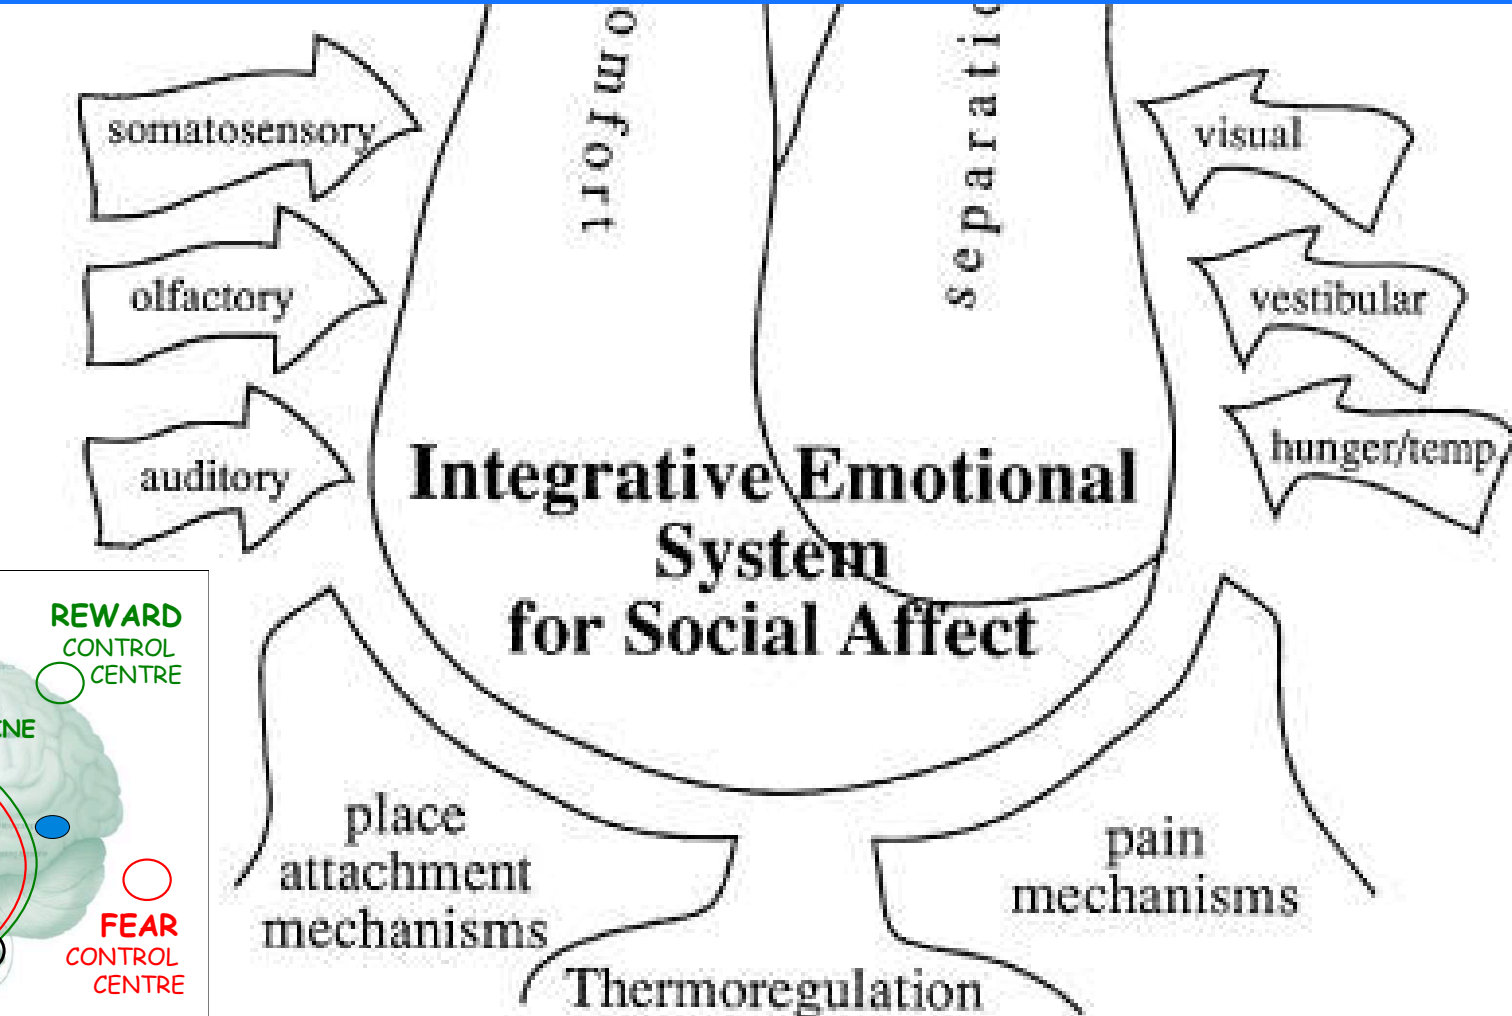 omfort
separatio
somatosensory
visual
olfactory
vestibular
auditory
hunger/temp
Integrative Emotional
System
for Social Affect
REWARD
CONTROL
CENTRE
NE
place
attachment
mechanisms
pain
mechanisms
FEAR
CONTROL
CENTRE
Thermoregulation